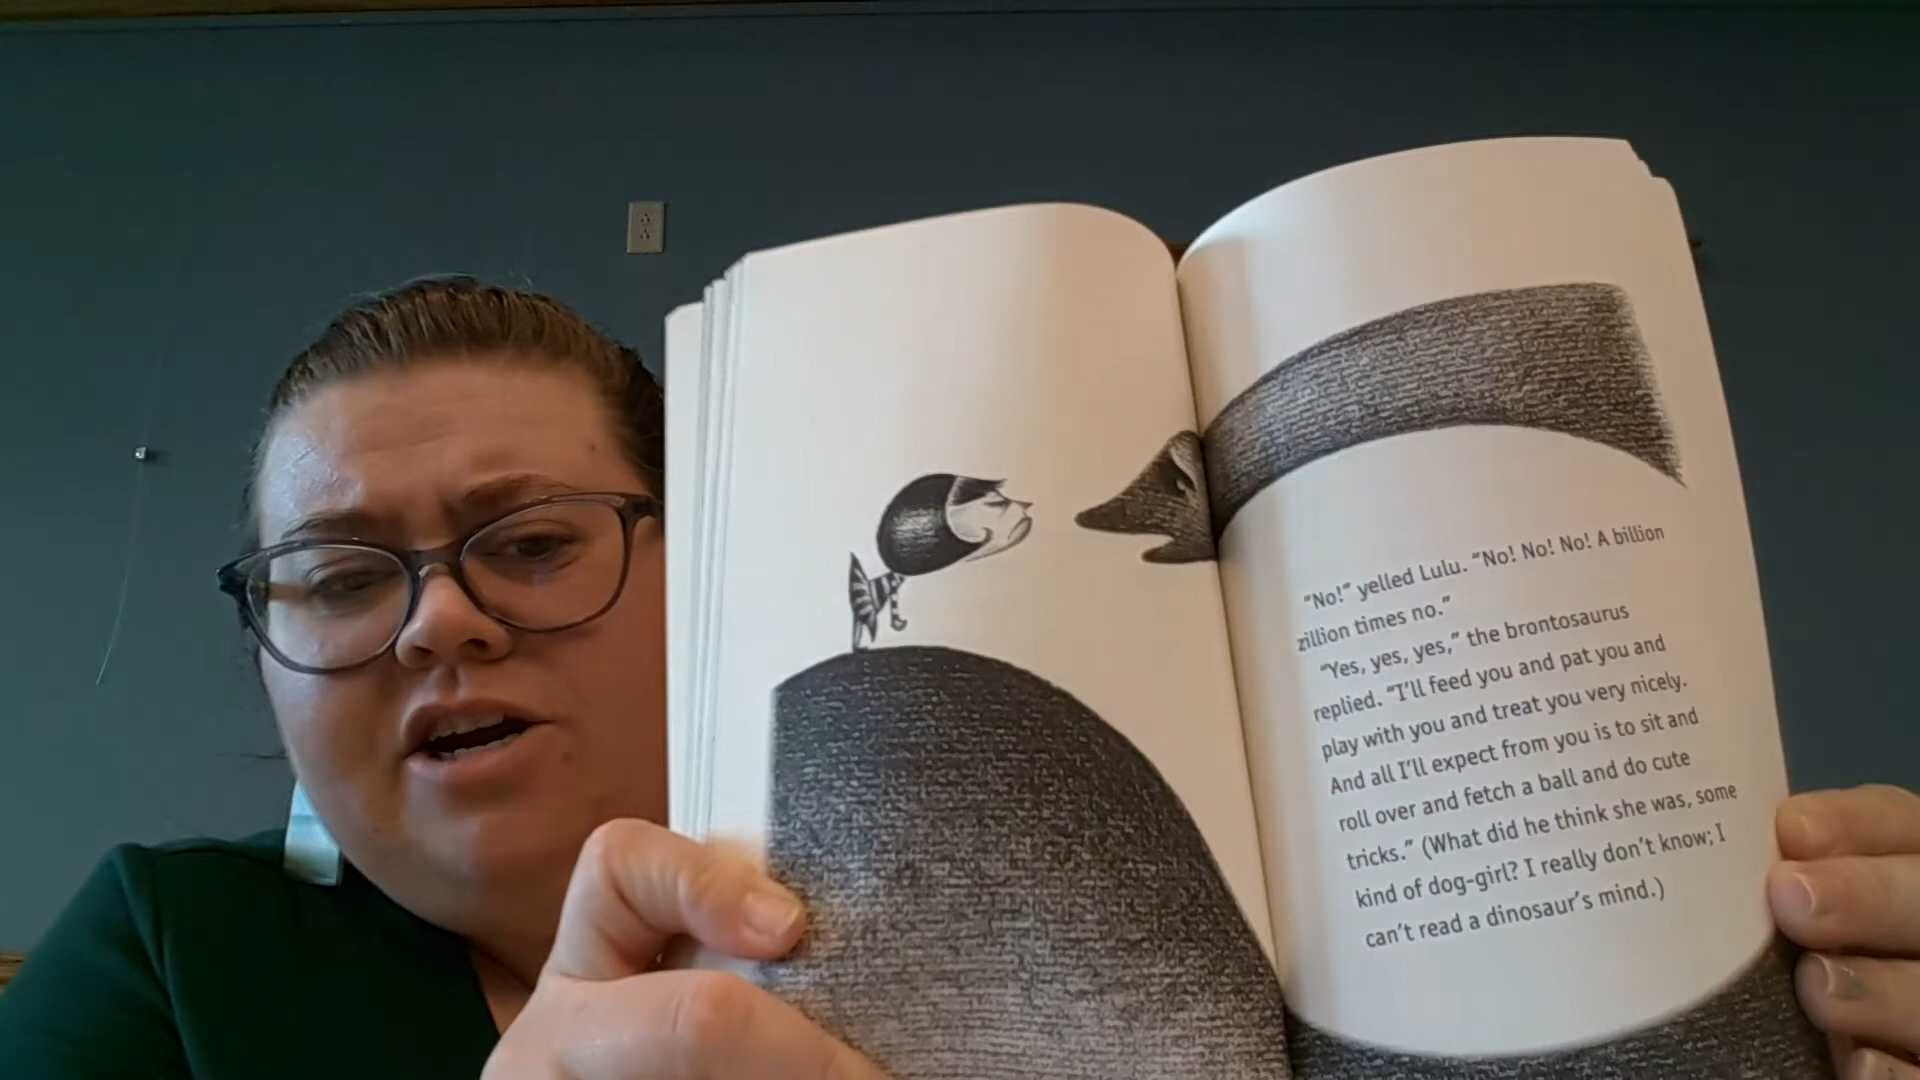 “No!” yelled Lulu. “No! No! No! A billion
zillion times no.”
“Yes, yes, yes,” the brontosaurus
replied. “I’ll feed you and pat you and
play with you and treat you very nicely.
And all I’ll expect from you is to sit and
roll over and fetch a ball and do cute
tricks.” (What did he think she was, some
kind of dog-girl? I really don’t know; I
can’t read a dinosaur’s mind.)